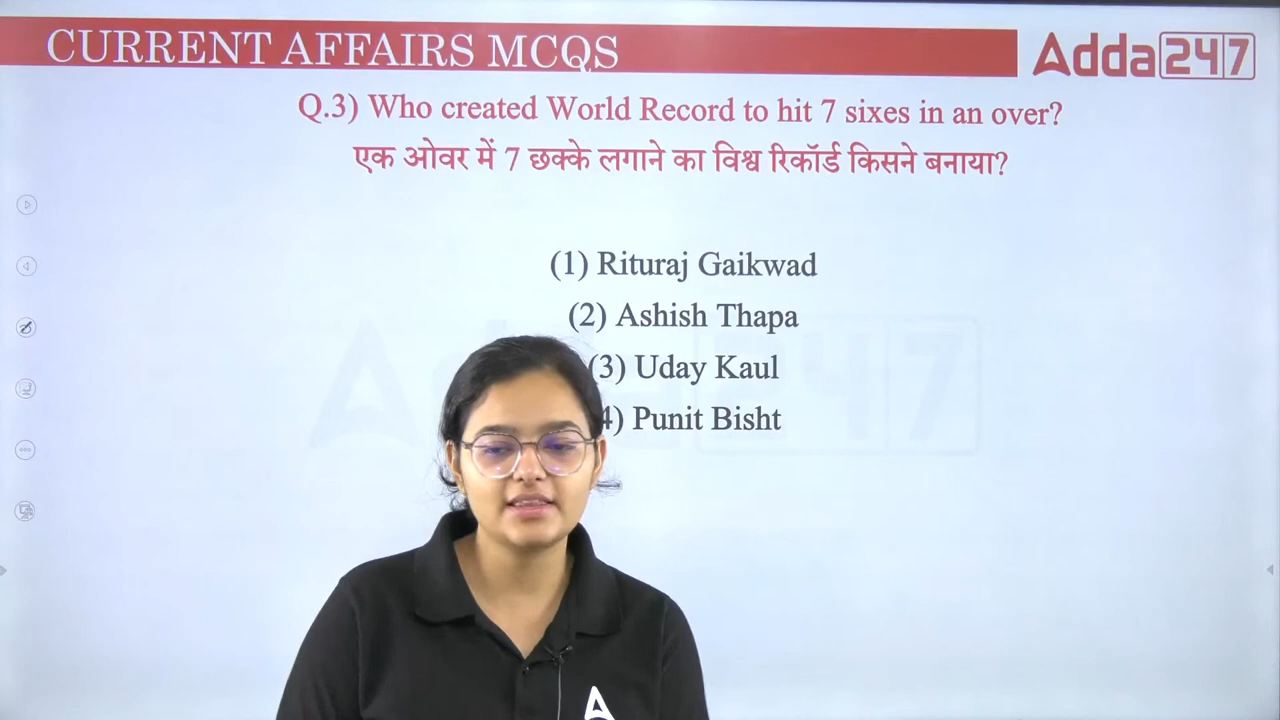 CURRENT AFFAIRS MCQS
Adda247
Q.3) Who created World Record to hit 7 sixes in an over?
एक ओवर में 7 छक्के लगाने का विश्व रिकॉर्ड किसने बनाया?
(1) Rituraj Gaikwad
(2) Ashish Thapa
(3) Uday Kaul
4) Punit Bisht